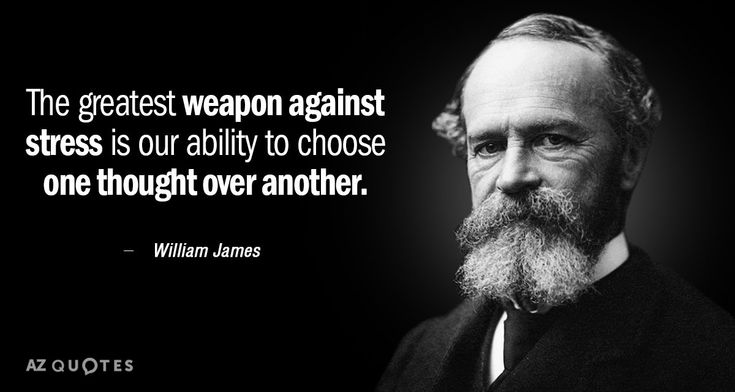 The greatest weapon against
stress is our ability to choose
one thought over another.
– William James
AZ QUOTES